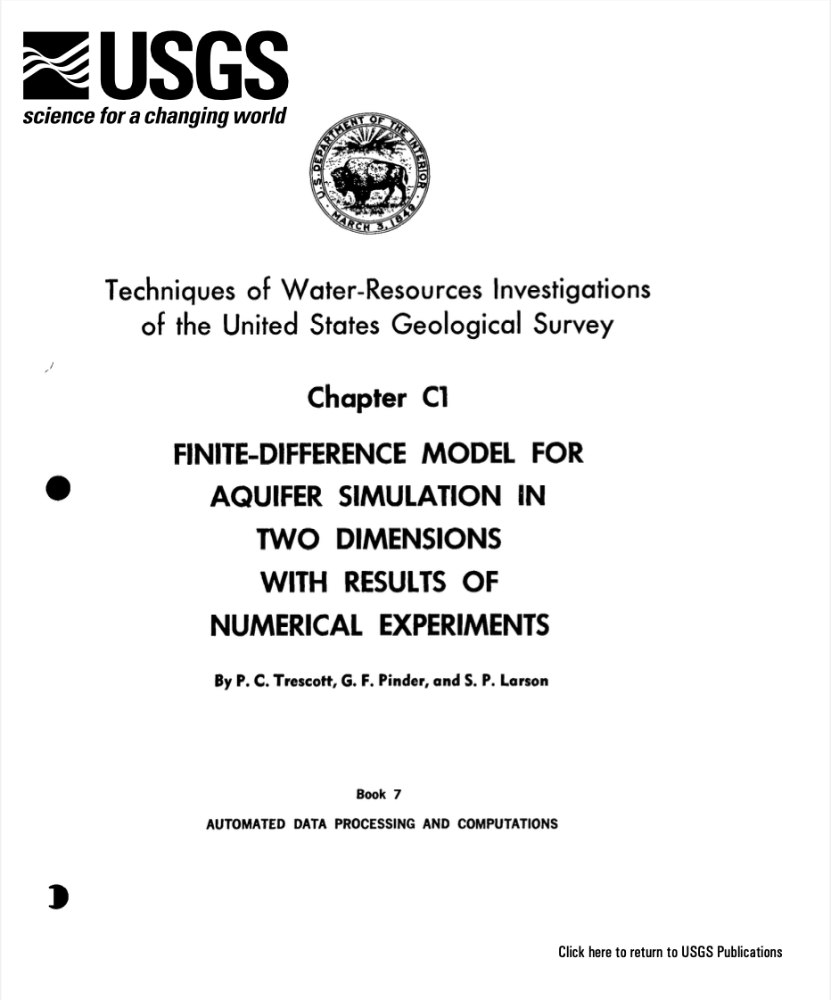 USGS
science for a changing world
U.S. DEPARTMENT OF THE INTERIOR
MARCH 3, 1849
Techniques of Water-Resources Investigations
of the United States Geological Survey
Chapter C1
FINITE-DIFFERENCE MODEL FOR
AQUIFER SIMULATION IN
TWO DIMENSIONS
WITH RESULTS OF
NUMERICAL EXPERIMENTS
By P. C. Trescott, G. F. Pinder, and S. P. Larson
Book 7
AUTOMATED DATA PROCESSING AND COMPUTATIONS
Click here to return to USGS Publications